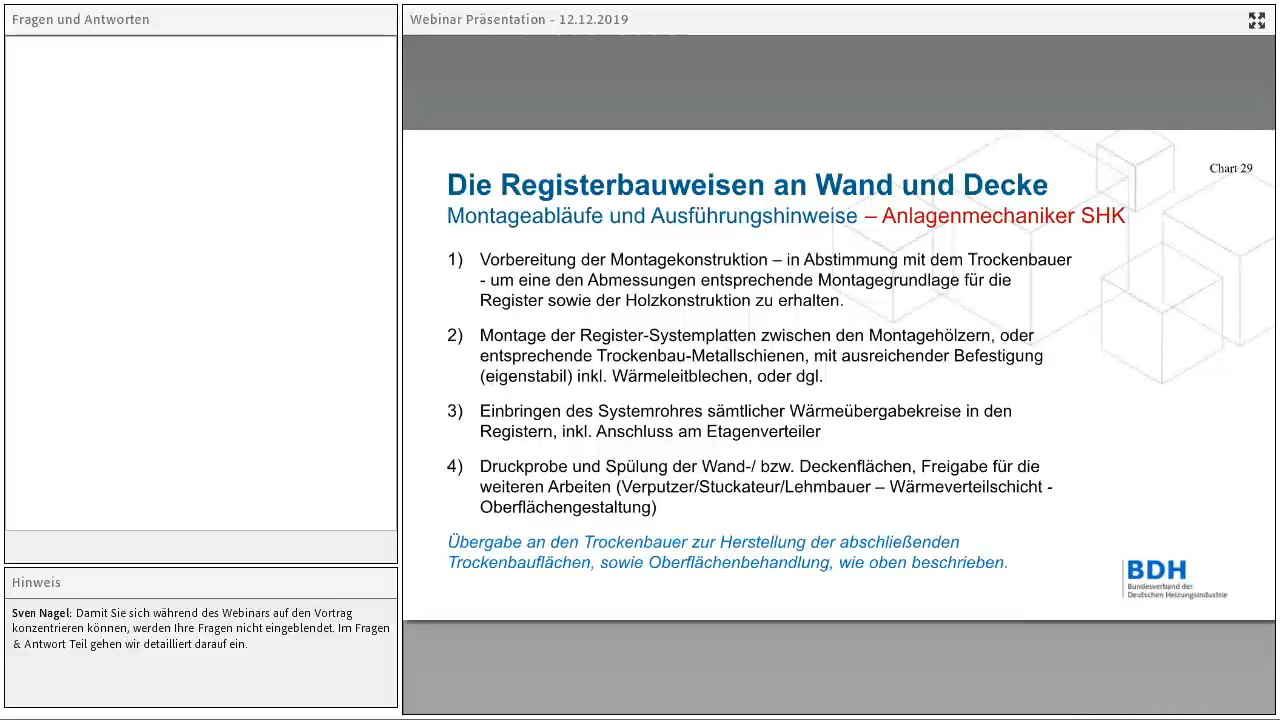 Fragen und Antworten
Webinar Präsentation - 12.12.2019
Chart 29
Die Registerbauweisen an Wand und Decke
Montageabläufe und Ausführungshinweise – Anlagenmechaniker SHK
1) Vorbereitung der Montagekonstruktion – in Abstimmung mit dem Trockenbauer
- um eine den Abmessungen entsprechende Montagegrundlage für die
Register sowie der Holzkonstruktion zu erhalten.
2) Montage der Register-Systemplatten zwischen den Montagehölzern, oder
entsprechende Trockenbau-Metallschienen, mit ausreichender Befestigung
(eigenstabil) inkl. Wärmeleitblechen, oder dgl.
3) Einbringen des Systemrohres sämtlicher Wärmeübergabekreise in den
Registern, inkl. Anschluss am Etagenverteiler
4) Druckprobe und Spülung der Wand-/ bzw. Deckenflächen, Freigabe für die
weiteren Arbeiten (Verputzer/Stuckateur/Lehmbauer – Wärmeverteilschicht -
Oberflächengestaltung)
Übergabe an den Trockenbauer zur Herstellung der abschließenden
Trockenbauflächen, sowie Oberflächenbehandlung, wie oben beschrieben.
BDH
Bundesverband der
Deutschen Heizungsindustrie
Hinweis
Sven Nagel: Damit Sie sich während des Webinars auf den Vortrag
konzentrieren können, werden Ihre Fragen nicht eingeblendet. Im Fragen
& Antwort Teil gehen wir detailliert darauf ein.